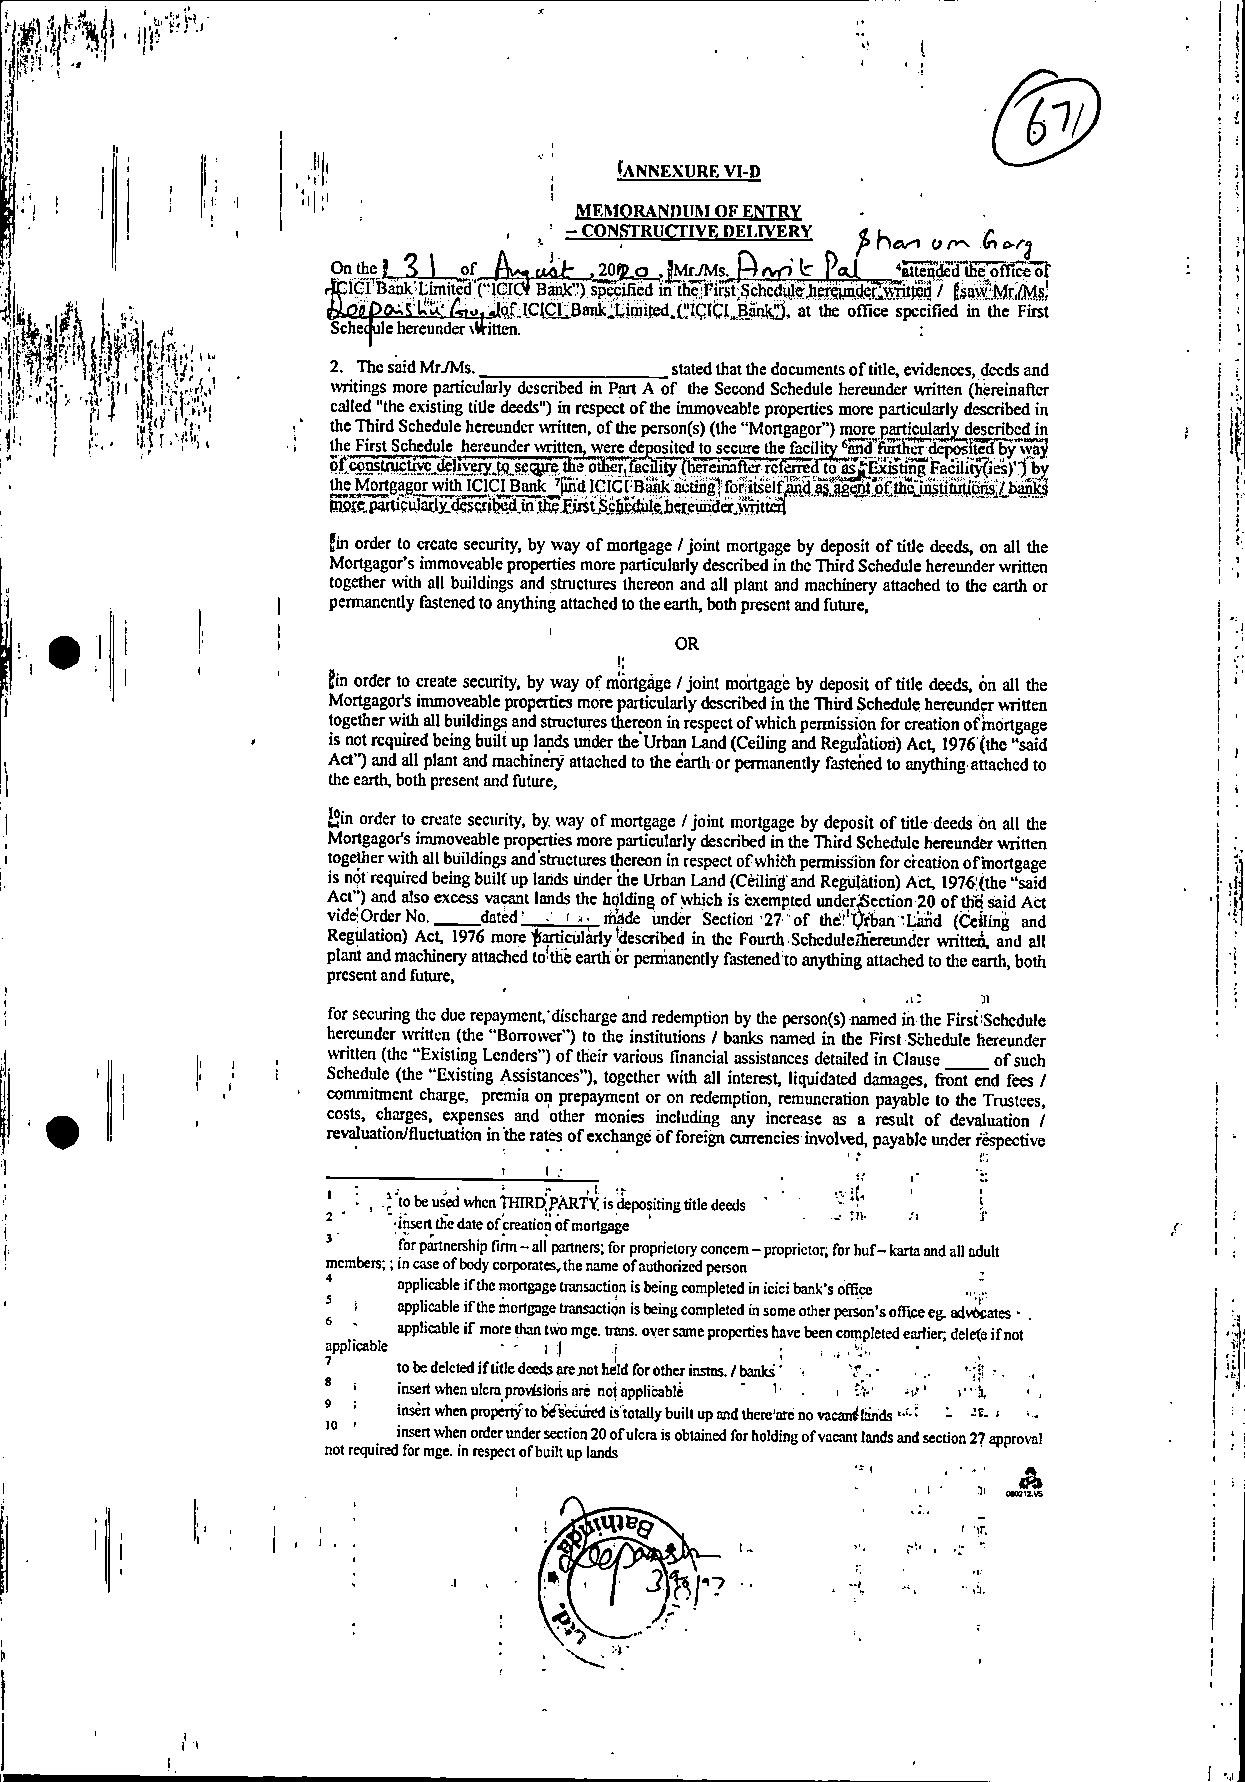 671
ANNEXURE VI-D
MEMORANDUM OF ENTRY
– CONSTRUCTIVE DELIVERY
Sharom Garg
On the 31 of August, 2020, Mr./Ms. Amrit Pal 4attended the office of
ICICI Bank Limited ("ICICI Bank") specified in the First Schedule hereunder written / 5saw Mr./Ms.
Deepanshu of ICICI Bank Limited ("ICICI Bank"), at the office specified in the First
Schedule hereunder written.
2. The said Mr./Ms. ____________________ stated that the documents of title, evidences, deeds and
writings more particularly described in Part A of the Second Schedule hereunder written (hereinafter
called "the existing title deeds") in respect of the immoveable properties more particularly described in
the Third Schedule hereunder written, of the person(s) (the "Mortgagor") more particularly described in
the First Schedule hereunder written, were deposited to secure the facility 6and further deposited by way
of constructive delivery to secure the other facility (hereinafter referred to as "Existing Facility(ies)") by
the Mortgagor with ICICI Bank 7and ICICI Bank acting for itself and as agent of the institutions / banks
more particularly described in the First Schedule hereunder written
8in order to create security, by way of mortgage / joint mortgage by deposit of title deeds, on all the
Mortgagor's immoveable properties more particularly described in the Third Schedule hereunder written
together with all buildings and structures thereon and all plant and machinery attached to the earth or
permanently fastened to anything attached to the earth, both present and future,
OR
9in order to create security, by way of mortgage / joint mortgage by deposit of title deeds, on all the
Mortgagor's immoveable properties more particularly described in the Third Schedule hereunder written
together with all buildings and structures thereon in respect of which permission for creation of mortgage
is not required being built up lands under the Urban Land (Ceiling and Regulation) Act, 1976 (the "said
Act") and all plant and machinery attached to the earth or permanently fastened to anything attached to
the earth, both present and future,
10in order to create security, by way of mortgage / joint mortgage by deposit of title deeds on all the
Mortgagor's immoveable properties more particularly described in the Third Schedule hereunder written
together with all buildings and structures thereon in respect of which permission for creation of mortgage
is not required being built up lands under the Urban Land (Ceiling and Regulation) Act, 1976 (the "said
Act") and also excess vacant lands the holding of which is exempted under Section 20 of the said Act
vide Order No. _____ dated ________ made under Section 27 of the Urban Land (Ceiling and
Regulation) Act, 1976 more particularly described in the Fourth Schedule hereunder written, and all
plant and machinery attached to the earth or permanently fastened to anything attached to the earth, both
present and future,
for securing the due repayment, discharge and redemption by the person(s) named in the First Schedule
hereunder written (the "Borrower") to the institutions / banks named in the First Schedule hereunder
written (the "Existing Lenders") of their various financial assistances detailed in Clause _____ of such
Schedule (the "Existing Assistances"), together with all interest, liquidated damages, front end fees /
commitment charge, premia on prepayment or on redemption, remuneration payable to the Trustees,
costs, charges, expenses and other monies including any increase as a result of devaluation /
revaluation/fluctuation in the rates of exchange of foreign currencies involved, payable under respective
1 to be used when THIRD PARTY is depositing title deeds
2 insert the date of creation of mortgage
3 for partnership firm – all partners; for proprietory concern – proprietor; for huf – karta and all adult
members; ; in case of body corporates, the name of authorized person
4 applicable if the mortgage transaction is being completed in icici bank's office
5 applicable if the mortgage transaction is being completed in some other person's office eg. advocates
6 applicable if more than two mge. trans. over same properties have been completed earlier; delete if not
applicable
7 to be deleted if title deeds are not held for other instns. / banks
8 insert when ulcra provisions are not applicable
9 insert when property to be secured is totally built up and there are no vacant lands
10 insert when order under section 20 of ulcra is obtained for holding of vacant lands and section 27 approval
not required for mge. in respect of built up lands
080212.V5
Bathinda
Deepanshu
Ltd.